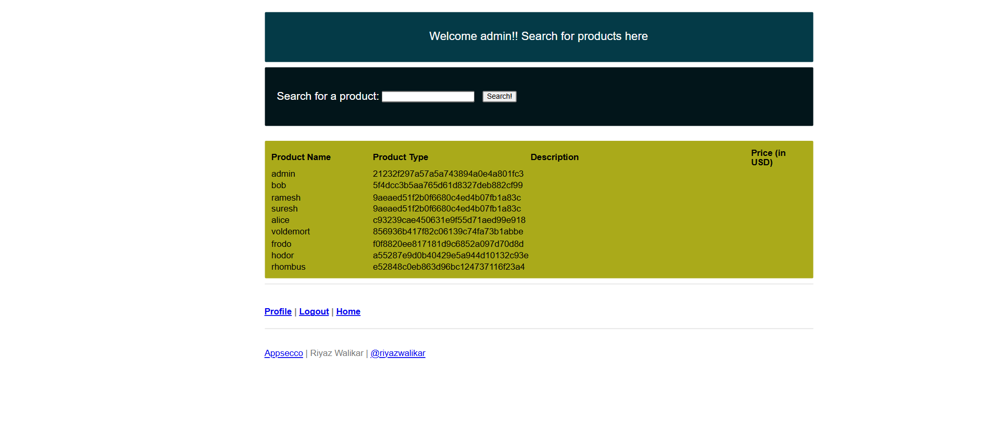 Welcome admin!! Search for products here
Search for a product: Search!
Product Name Product Type Description Price (in USD)
admin 21232f297a57a5a743894a0e4a801fc3
bob 5f4dcc3b5aa765d61d8327deb882cf99
ramesh 9aeaed51f2b0f6680c4ed4b07fb1a83c
suresh 9aeaed51f2b0f6680c4ed4b07fb1a83c
alice c93239cae450631e9f55d71aed99e918
voldemort 856936b417f82c06139c74fa73b1abbe
frodo f0f8820ee817181d9c6852a097d70d8d
hodor a55287e9d0b40429e5a944d10132c93e
rhombus e52848c0eb863d96bc124737116f23a4
Profile | Logout | Home
Appsecco | Riyaz Walikar | @riyazwalikar